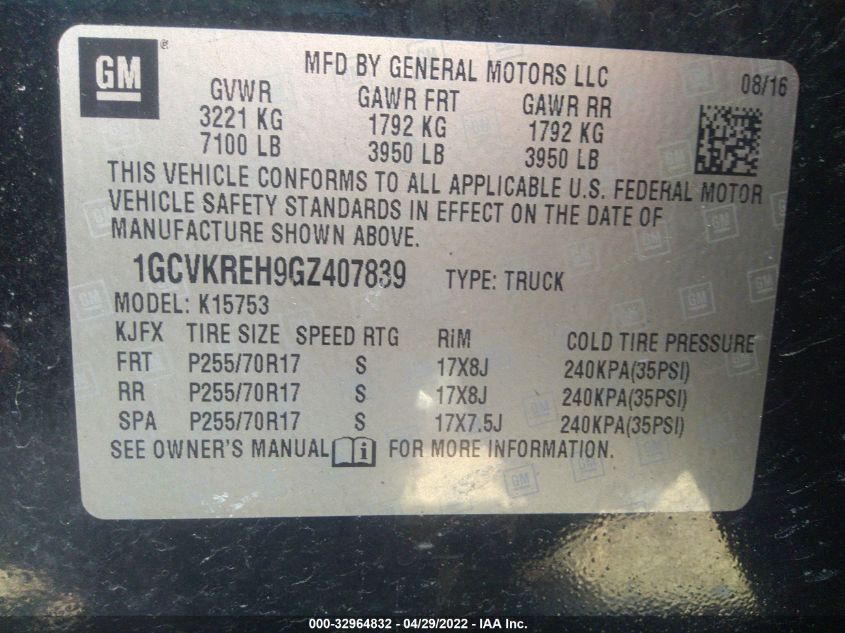 GM ®
MFD BY GENERAL MOTORS LLC 08/16
GVWR GAWR FRT GAWR RR
3221 KG 1792 KG 1792 KG
7100 LB 3950 LB 3950 LB
THIS VEHICLE CONFORMS TO ALL APPLICABLE U.S. FEDERAL MOTOR
VEHICLE SAFETY STANDARDS IN EFFECT ON THE DATE OF
MANUFACTURE SHOWN ABOVE.
1GCVKREH9GZ407839 TYPE: TRUCK
MODEL: K15753
KJFX TIRE SIZE SPEED RTG RiM COLD TIRE PRESSURE
FRT P255/70R17 S 17X8J 240KPA(35PSI)
RR P255/70R17 S 17X8J 240KPA(35PSI)
SPA P255/70R17 S 17X7.5J 240KPA(35PSI)
SEE OWNER'S MANUAL i FOR MORE INFORMATION.
000-32964832 - 04/29/2022 - IAA Inc.